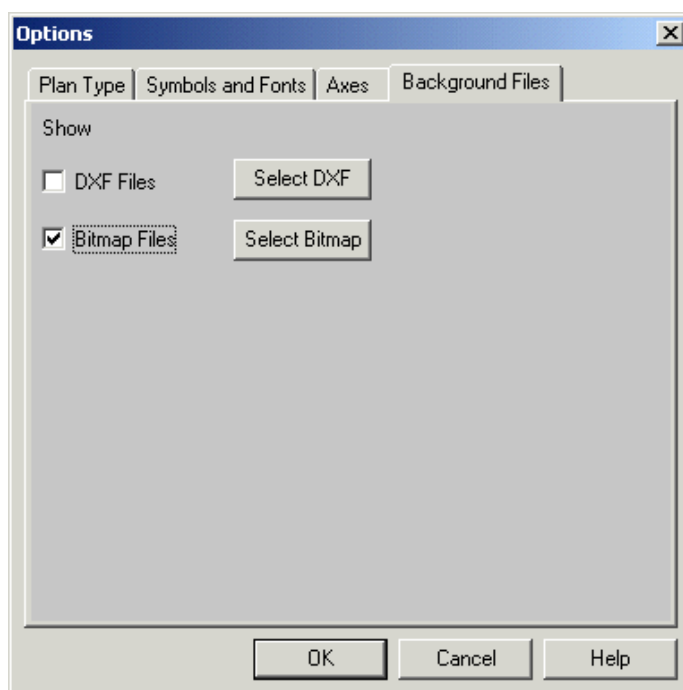 Options
Plan Type Symbols and Fonts Axes Background Files
Show
DXF Files Select DXF
Bitmap Files Select Bitmap
OK Cancel Help